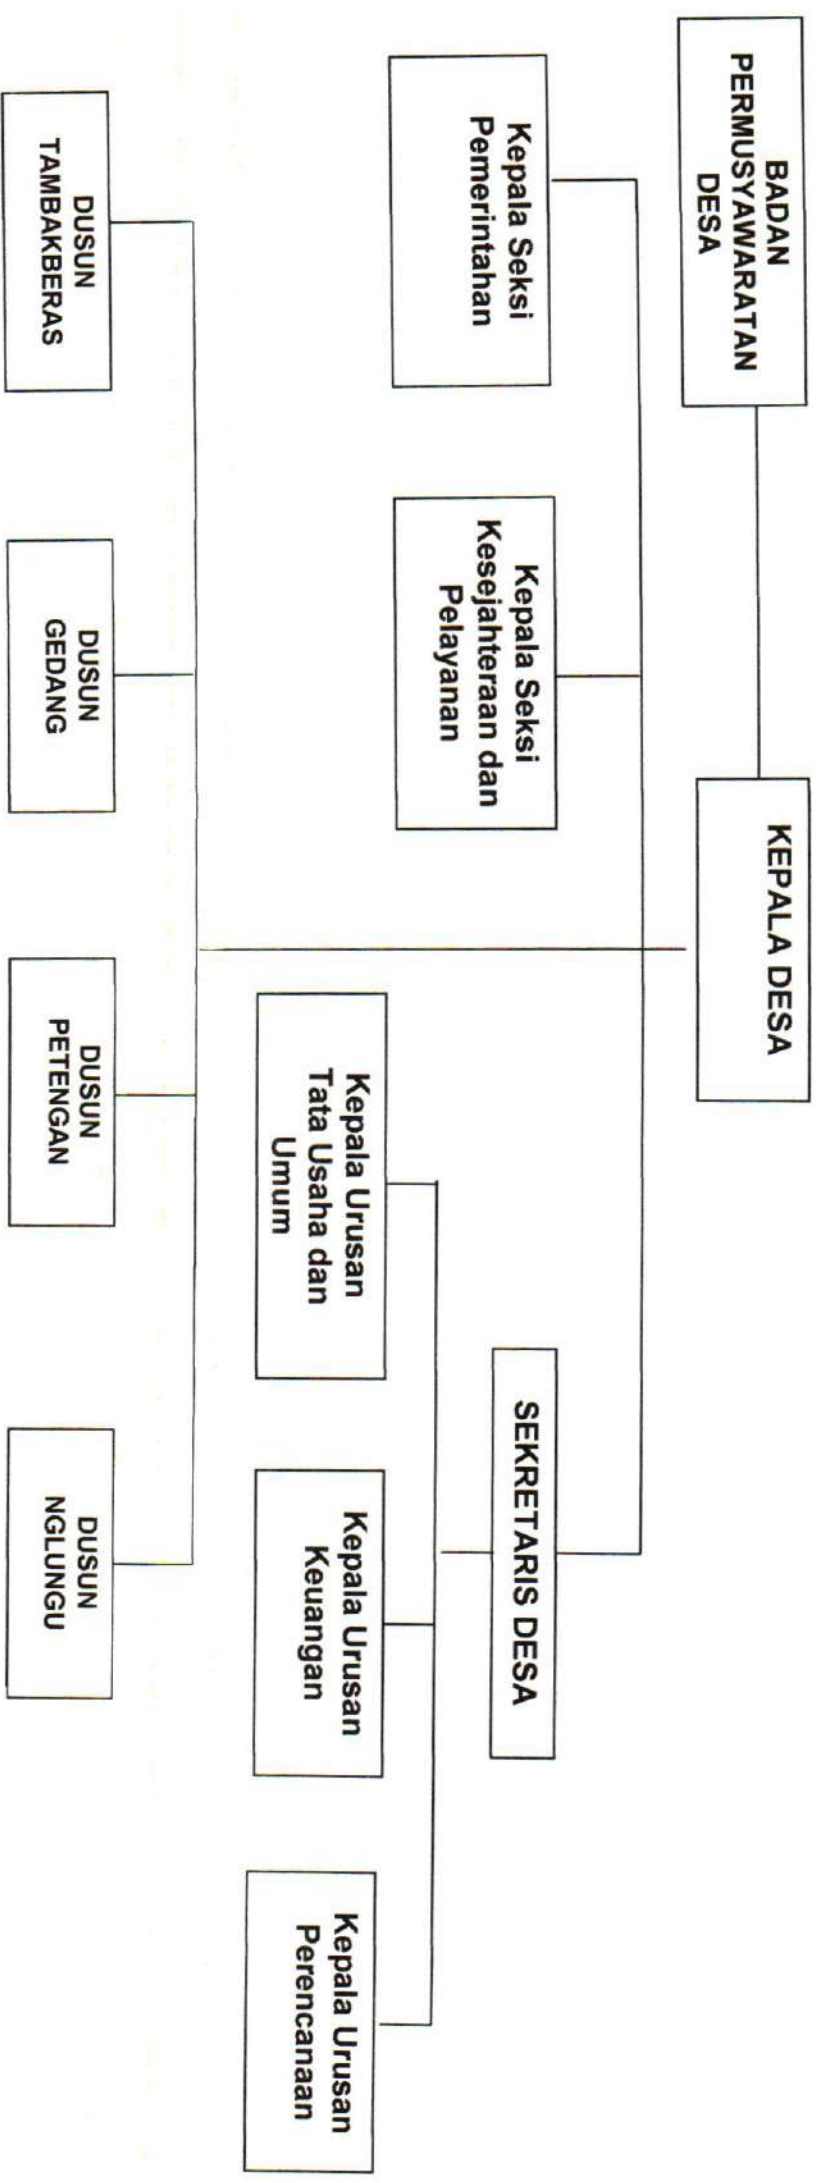 BADAN
PERMUSYAWARATAN
DESA
KEPALA DESA
Kepala Seksi
Pemerintahan
Kepala Seksi
Kesejahteraan dan
Pelayanan
SEKRETARIS DESA
Kepala Urusan
Tata Usaha dan
Umum
Kepala Urusan
Keuangan
Kepala Urusan
Perencanaan
DUSUN
TAMBAKBERAS
DUSUN
GEDANG
DUSUN
PETENGAN
DUSUN
NGLUNGU